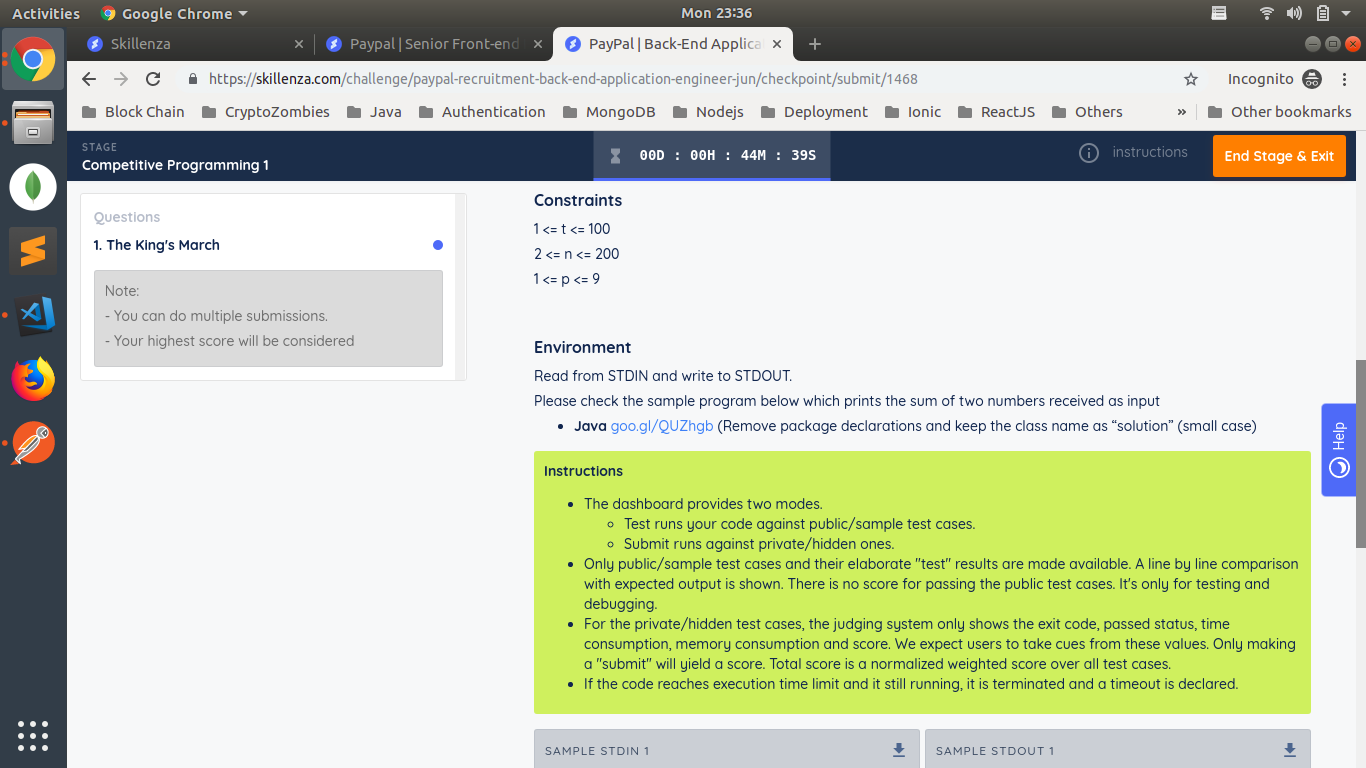 Activities
Google Chrome
Mon 23:36
Skillenza
Paypal | Senior Front-end
PayPal | Back-End Applica
https://skillenza.com/challenge/paypal-recruitment-back-end-application-engineer-jun/checkpoint/submit/1468
Incognito
Block Chain
CryptoZombies
Java
Authentication
MongoDB
Nodejs
Deployment
Ionic
ReactJS
Others
»
Other bookmarks
STAGE
Competitive Programming 1
00D : 00H : 44M : 39S
instructions
End Stage & Exit
Questions
1. The King's March
Note:
- You can do multiple submissions.
- Your highest score will be considered
Constraints
1 <= t <= 100
2 <= n <= 200
1 <= p <= 9
Environment
Read from STDIN and write to STDOUT.
Please check the sample program below which prints the sum of two numbers received as input
• Java goo.gl/QUZhgb (Remove package declarations and keep the class name as “solution” (small case)
Instructions
• The dashboard provides two modes.
◦ Test runs your code against public/sample test cases.
◦ Submit runs against private/hidden ones.
• Only public/sample test cases and their elaborate "test" results are made available. A line by line comparison
with expected output is shown. There is no score for passing the public test cases. It's only for testing and
debugging.
• For the private/hidden test cases, the judging system only shows the exit code, passed status, time
consumption, memory consumption and score. We expect users to take cues from these values. Only making
a "submit" will yield a score. Total score is a normalized weighted score over all test cases.
• If the code reaches execution time limit and it still running, it is terminated and a timeout is declared.
Help
SAMPLE STDIN 1
SAMPLE STDOUT 1